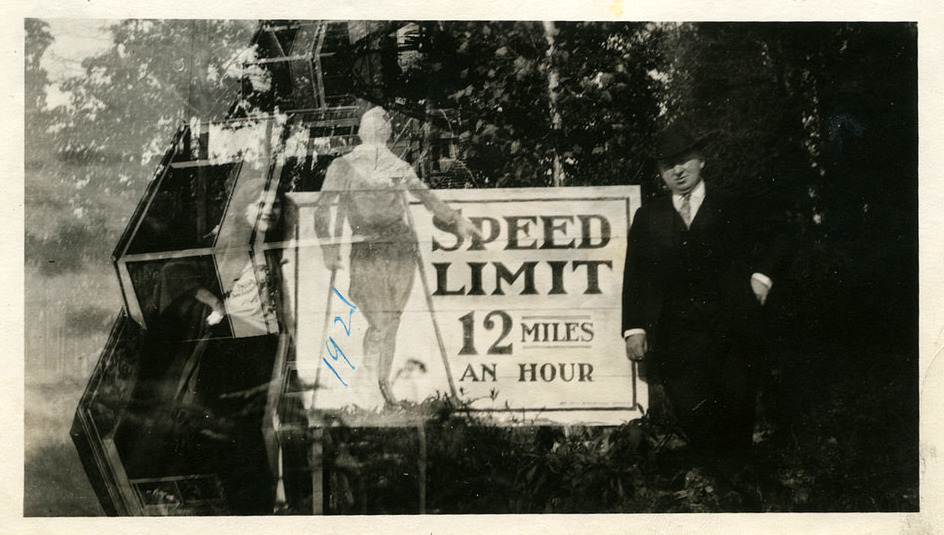 SPEED
LIMIT
12 MILES
AN HOUR
1921